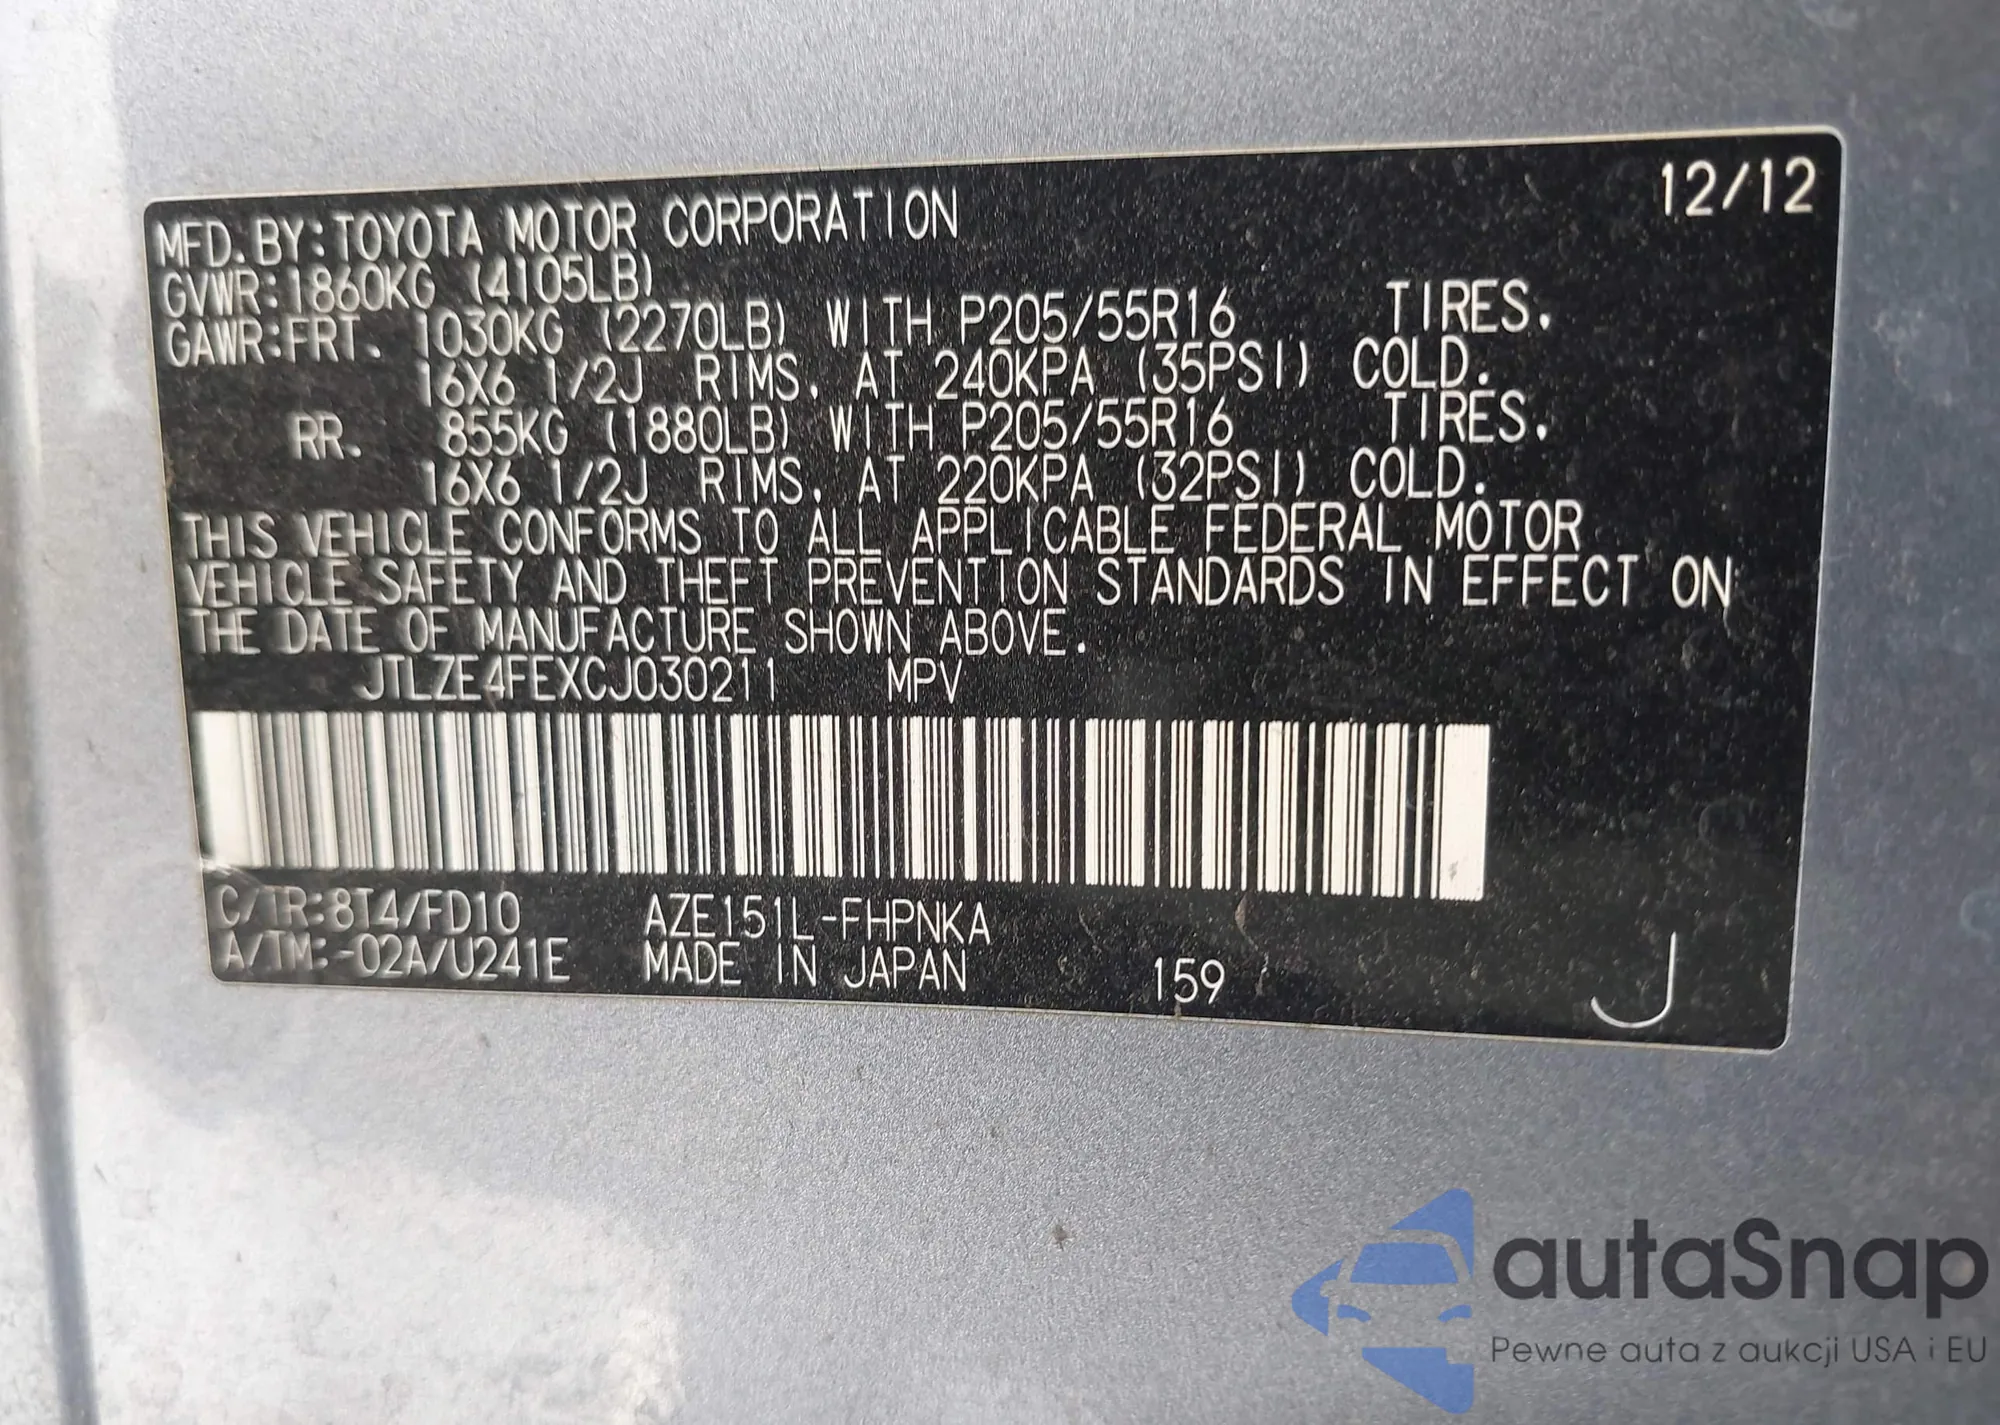 12/12
MFD. BY: TOYOTA MOTOR CORPORATION
GVWR: 1860KG (4105LB)
GAWR: FRT. 1030KG (2270LB) WITH P205/55R16 TIRES.
16X6 1/2J RIMS. AT 240KPA (35PSI) COLD.
RR. 855KG (1880LB) WITH P205/55R16 TIRES.
16X6 1/2J RIMS. AT 220KPA (32PSI) COLD.
THIS VEHICLE CONFORMS TO ALL APPLICABLE FEDERAL MOTOR
VEHICLE SAFETY AND THEFT PREVENTION STANDARDS IN EFFECT ON
THE DATE OF MANUFACTURE SHOWN ABOVE.
JTLZE4FEXCJ030211 MPV
C/TR:8T4/FD10 AZE151L-FHPNKA
A/TM:-02A/U241E MADE IN JAPAN 159 J
autaSnap
Pewne auta z aukcji USA i EU